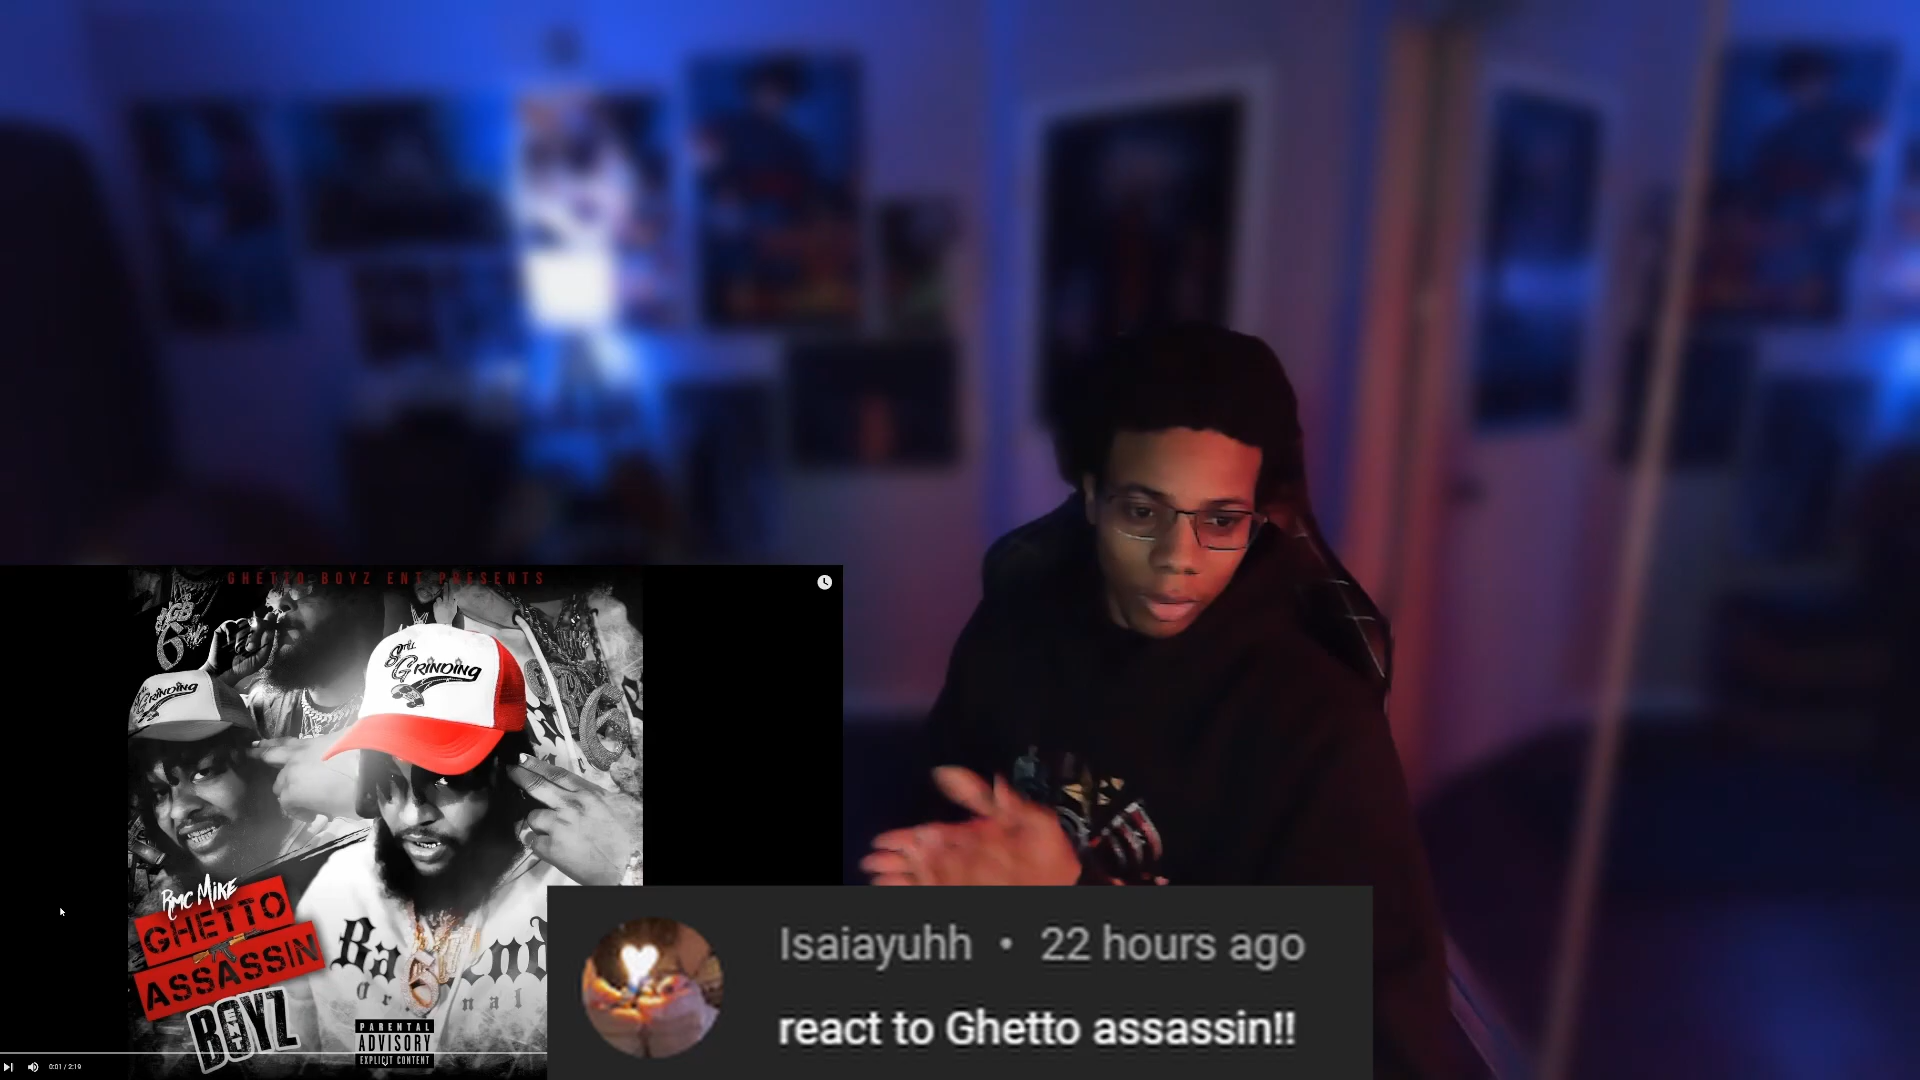 GHETTO BOYZ ENT PRESENTS
STILL
GRINDING
GRINDING
RMC MIKE
GHETTO
ASSASSIN
BOYZ
ENT
PARENTAL
ADVISORY
EXPLICIT CONTENT
0:01 / 2:19
Isaiayuhh • 22 hours ago
react to Ghetto assassin!!